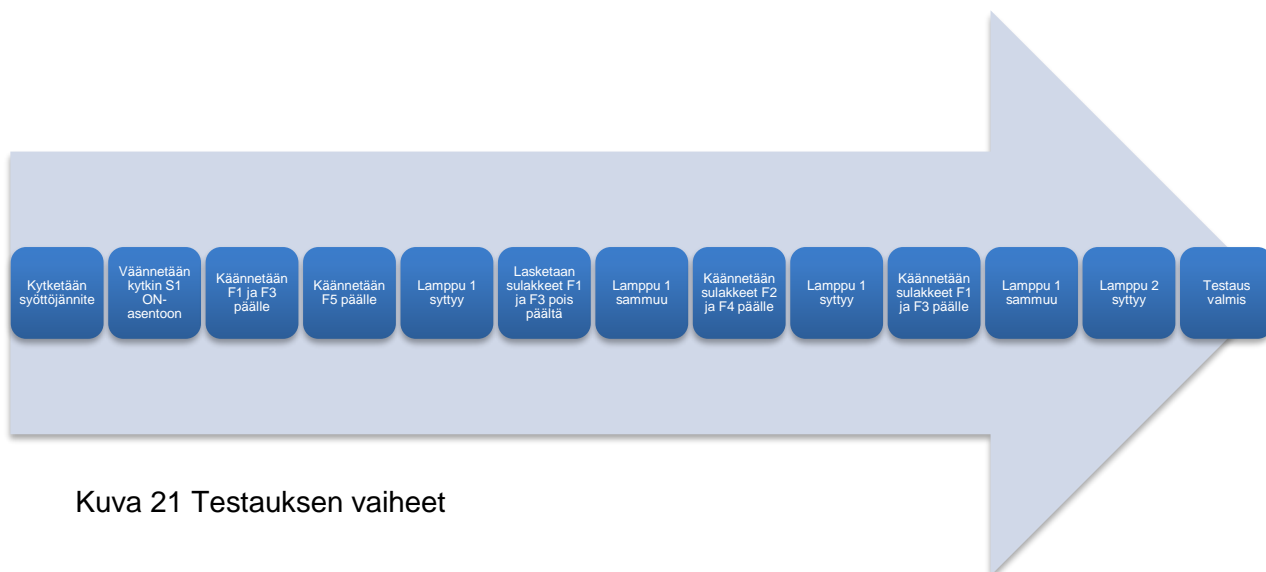 Kytketään
syöttöjännite
Väännetään
kytkin S1
ON-
asentoon
Käännetään
F1 ja F3
päälle
Käännetään
F5 päälle
Lamppu 1
syttyy
Lasketaan
sulakkeet F1
ja F3 pois
päältä
Lamppu 1
sammuu
Käännetään
sulakkeet F2
ja F4 päälle
Lamppu 1
syttyy
Käännetään
sulakkeet F1
ja F3 päälle
Lamppu 1
sammuu
Lamppu 2
syttyy
Testaus
valmis
Kuva 21 Testauksen vaiheet